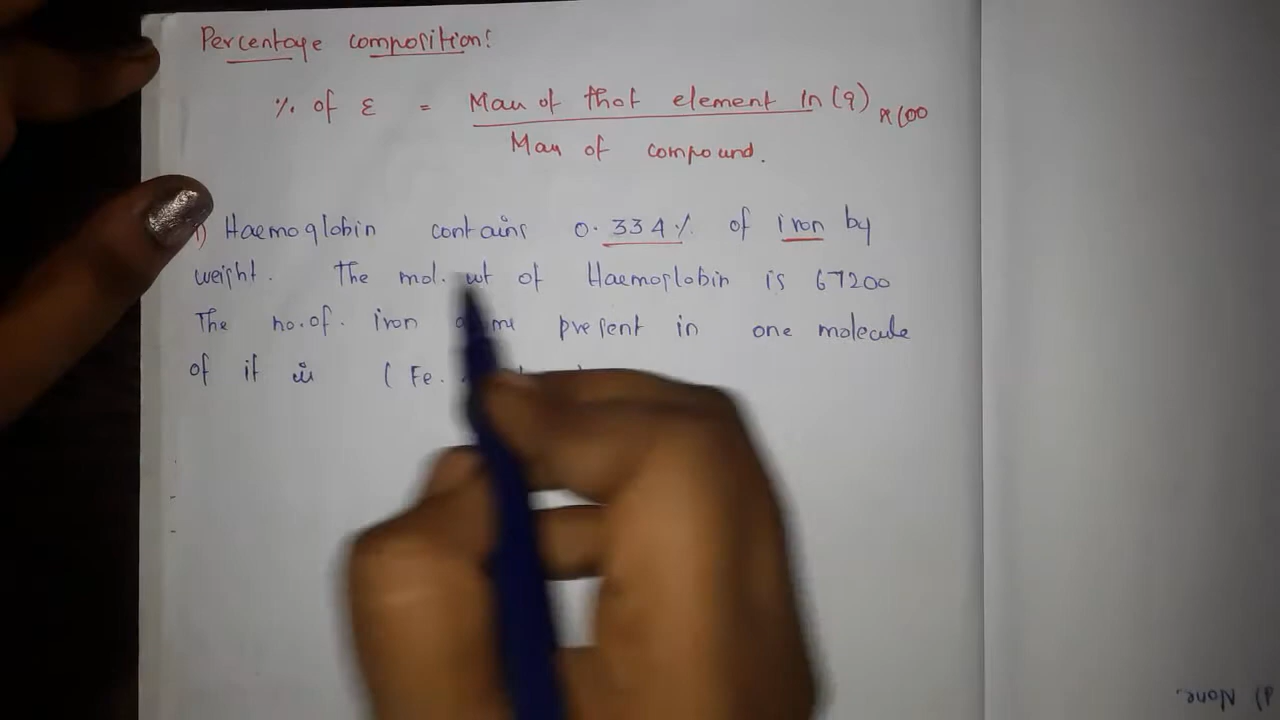 Percentage composition:
% of ε = Mass of that element in (g) × 100
Mass of compound.
1) Haemoglobin contains 0.334% of iron by
weight. The mol. wt of Haemoglobin is 67200
The no. of. iron present in one molecule
of it is (Fe.
d) None.